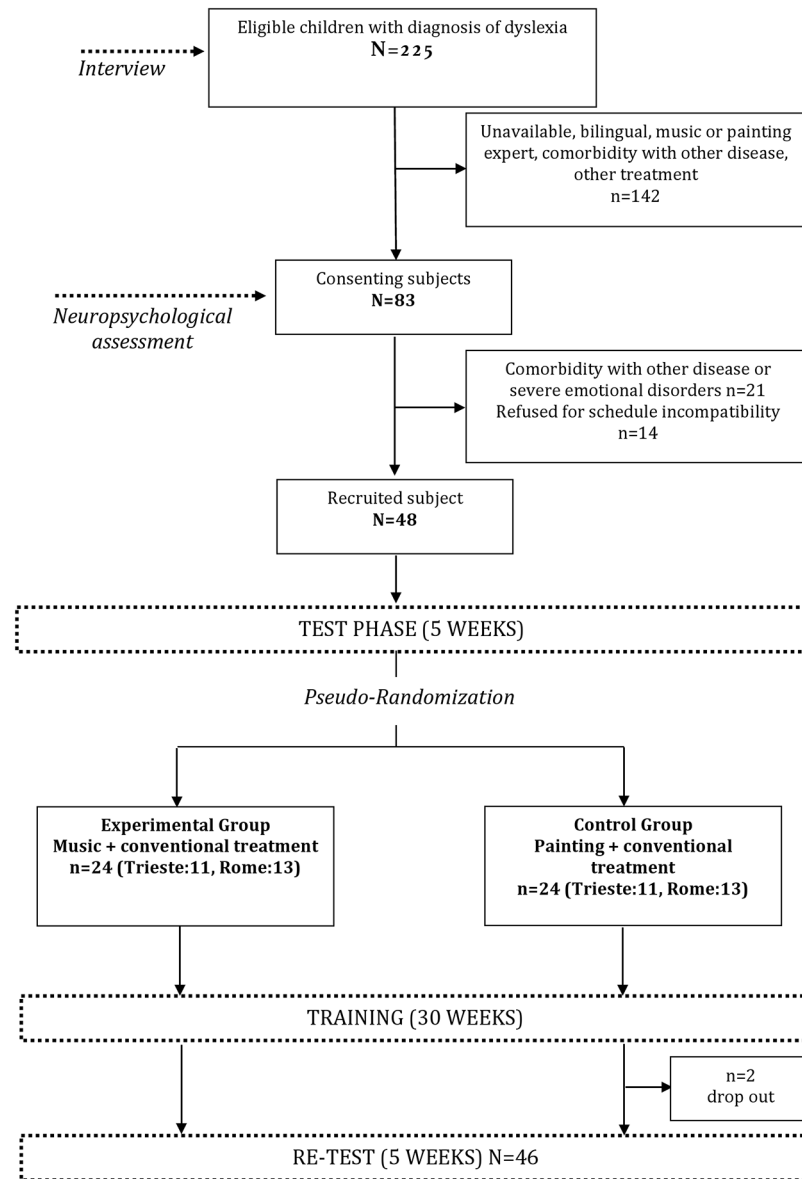 Eligible children with diagnosis of dyslexia
N=225
Interview
Unavailable, bilingual, music or painting
expert, comorbidity with other disease,
other treatment
n=142
Consenting subjects
N=83
Neuropsychological
assessment
Comorbidity with other disease or
severe emotional disorders n=21
Refused for schedule incompatibility
n=14
Recruited subject
N=48
TEST PHASE (5 WEEKS)
Pseudo-Randomization
Experimental Group
Music + conventional treatment
n=24 (Trieste:11, Rome:13)
Control Group
Painting + conventional
treatment
n=24 (Trieste:11, Rome:13)
TRAINING (30 WEEKS)
n=2
drop out
RE-TEST (5 WEEKS) N=46